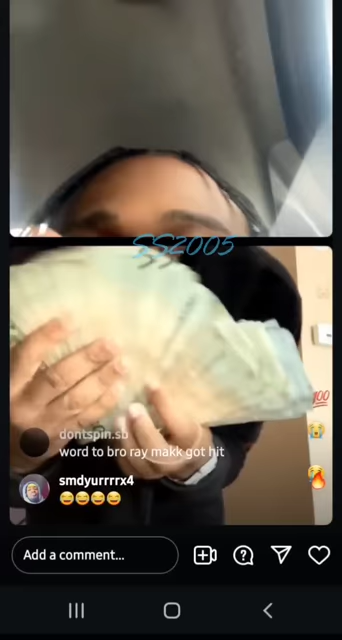 SS2005
💯
dontspin.sb
word to bro ray makk got hit
smdyurrrrx4
😂😂😂😂
Add a comment...